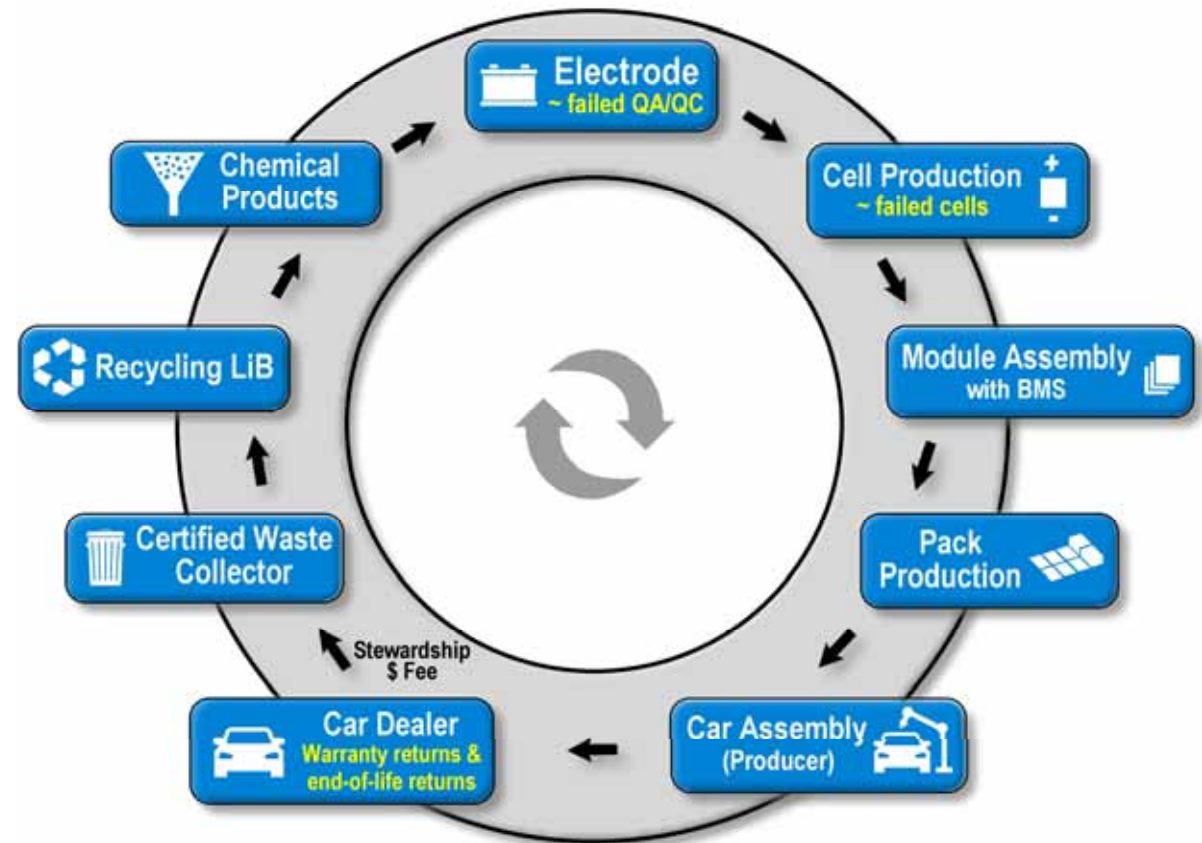 Electrode
~ failed QA/QC
Cell Production
~ failed cells
+
-
Module Assembly
with BMS
Pack
Production
Car Assembly
(Producer)
Car Dealer
Warranty returns &
end-of-life returns
Stewardship
$ Fee
Certified Waste
Collector
Recycling LiB
Chemical
Products